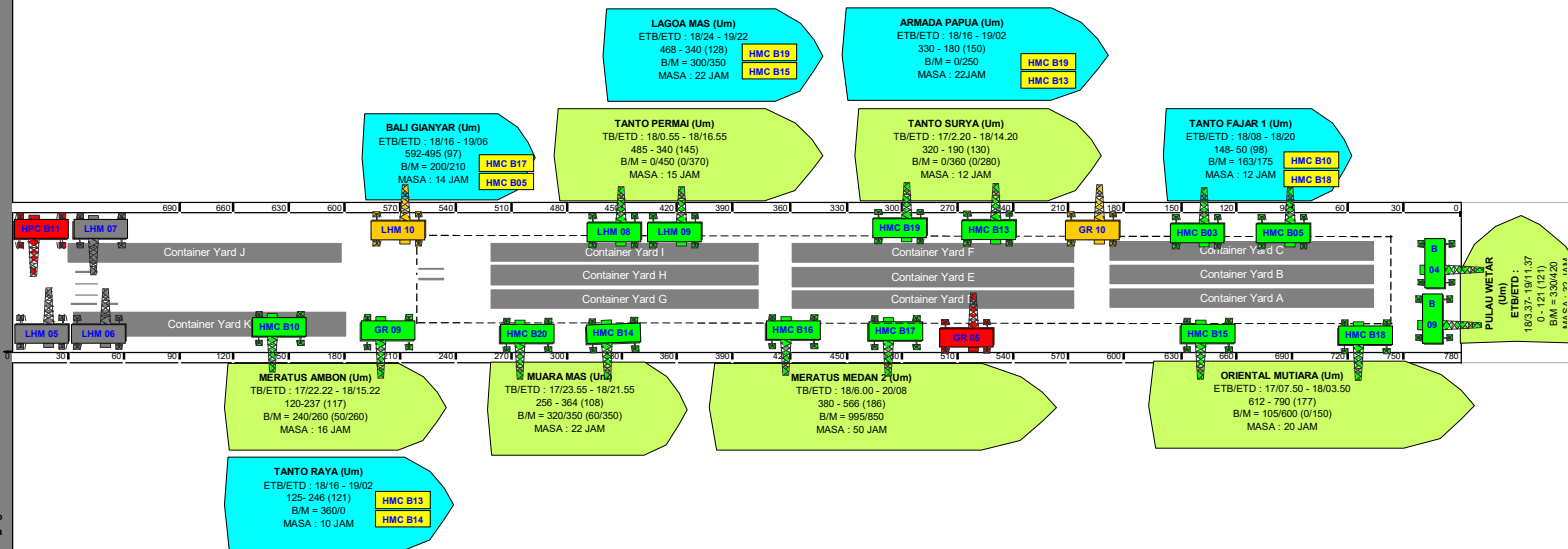 LAGOA MAS (Um)
ETB/ETD : 18/24 - 19/22
468 - 340 (128)
B/M = 300/350
MASA : 22 JAM
HMC B19
HMC B15
ARMADA PAPUA (Um)
ETB/ETD : 18/16 - 19/02
330 - 180 (150)
B/M = 0/250
MASA : 22JAM
HMC B19
HMC B13
BALI GIANYAR (Um)
ETB/ETD : 18/16 - 19/06
592-495 (97)
B/M = 200/210
MASA : 14 JAM
HMC B17
HMC B05
TANTO PERMAI (Um)
TB/ETD : 18/0.55 - 18/16.55
485 - 340 (145)
B/M = 0/450 (0/370)
MASA : 15 JAM
TANTO SURYA (Um)
TB/ETD : 17/2.20 - 18/14.20
320 - 190 (130)
B/M = 0/360 (0/280)
MASA : 12 JAM
TANTO FAJAR 1 (Um)
ETB/ETD : 18/08 - 18/20
148- 50 (98)
B/M = 163/175
MASA : 12 JAM
HMC B10
HMC B18
690 660 630 600 570 540 510 480 450 420 390 360 330 300 270 240 210 180 150 120 90 60 30 0
HPC B11
LHM 07
LHM 10
LHM 08
LHM 09
HMC B19
HMC B13
GR 10
HMC B03
HMC B05
B
04
Container Yard J
Container Yard I
Container Yard F
Container Yard C
Container Yard H
Container Yard E
Container Yard B
Container Yard G
Container Yard
Container Yard A
Container Yard K
LHM 05
LHM 06
HMC B10
GR 09
HMC B20
HMC B14
HMC B16
HMC B17
GR 05
HMC B15
HMC B18
B
09
0 30 60 90 120 150 180 210 240 270 300 330 360 390 420 450 510 540 570 600 630 660 690 720 750 780
PULAU WETAR
(Um)
ETB/ETD :
18/3.37- 19/11.37
0 - 121 (121)
B/M = 330/420
MASA : 32 JAM
MERATUS AMBON (Um)
TB/ETD : 17/22.22 - 18/15.22
120-237 (117)
B/M = 240/260 (50/260)
MASA : 16 JAM
MUARA MAS (Um)
TB/ETD : 17/23.55 - 18/21.55
256 - 364 (108)
B/M = 320/350 (60/350)
MASA : 22 JAM
MERATUS MEDAN 2 (Um)
TB/ETD : 18/6.00 - 20/08
380 - 566 (186)
B/M = 995/850
MASA : 50 JAM
ORIENTAL MUTIARA (Um)
ETB/ETD : 17/07.50 - 18/03.50
612 - 790 (177)
B/M = 105/600 (0/150)
MASA : 20 JAM
TANTO RAYA (Um)
ETB/ETD : 18/16 - 19/02
125- 246 (121)
B/M = 360/0
MASA : 10 JAM
HMC B13
HMC B14